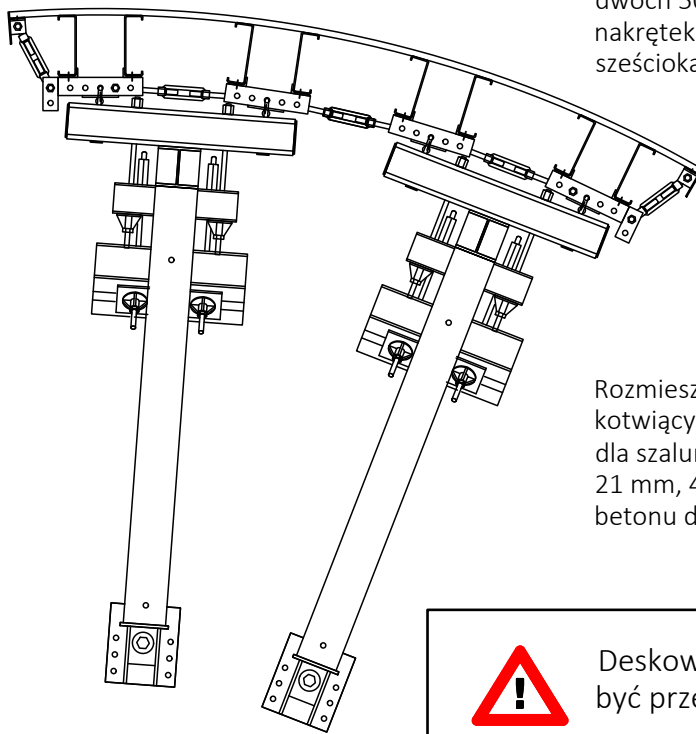 dwóch
nakrętek
sześcioka
Rozmiesz
kotwiący
dla szalu
21 mm, 4
betonu d
Deskow
być prze